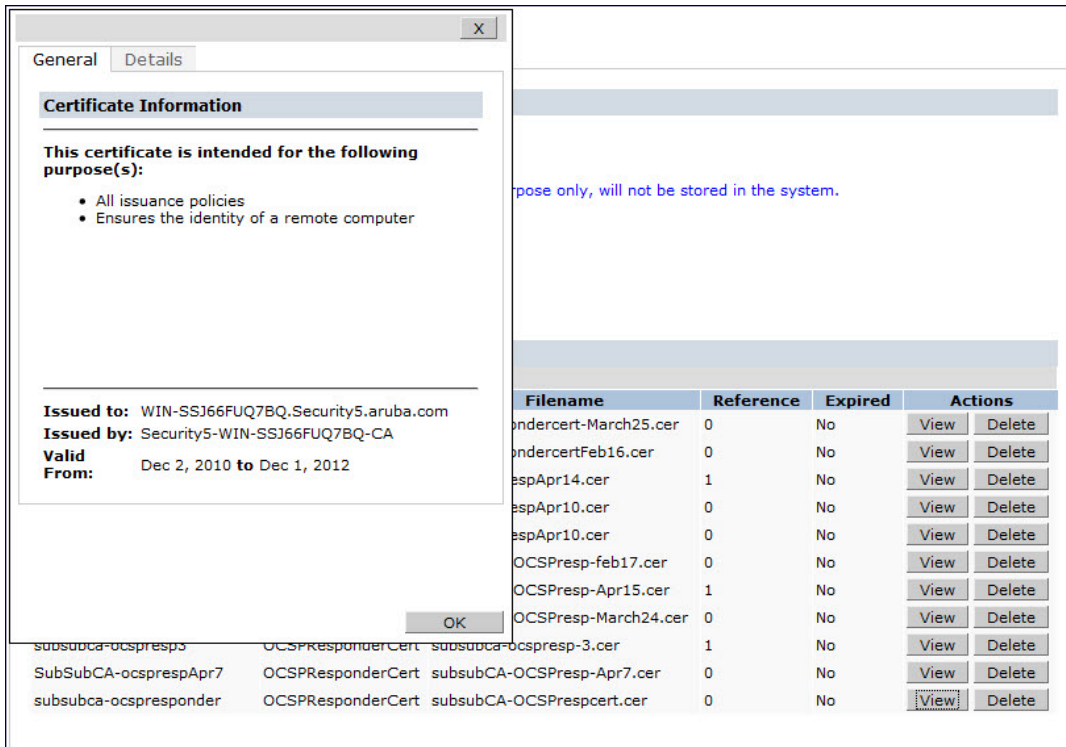 X
General Details
Certificate Information
This certificate is intended for the following
purpose(s):
• All issuance policies
• Ensures the identity of a remote computer
Issued to: WIN-SSJ66FUQ7BQ.Security5.aruba.com
Issued by: Security5-WIN-SSJ66FUQ7BQ-CA
Valid
From: Dec 2, 2010 to Dec 1, 2012
OK
rpose only, will not be stored in the system.
Filename Reference Expired Actions
ondercert-March25.cer 0 No View Delete
ondercertFeb16.cer 0 No View Delete
espApr14.cer 1 No View Delete
espApr10.cer 0 No View Delete
espApr10.cer 0 No View Delete
-OCSPresp-feb17.cer 0 No View Delete
OCSPresp-Apr15.cer 1 No View Delete
-OCSPresp-March24.cer 0 No View Delete
subsubca-ocspresp3 OCSPResponderCert subsubca-ocspresp-3.cer 1 No View Delete
SubSubCA-ocsprespApr7 OCSPResponderCert subsubCA-OCSPresp-Apr7.cer 0 No View Delete
subsubca-ocspresponder OCSPResponderCert subsubCA-OCSPrespcert.cer 0 No View Delete